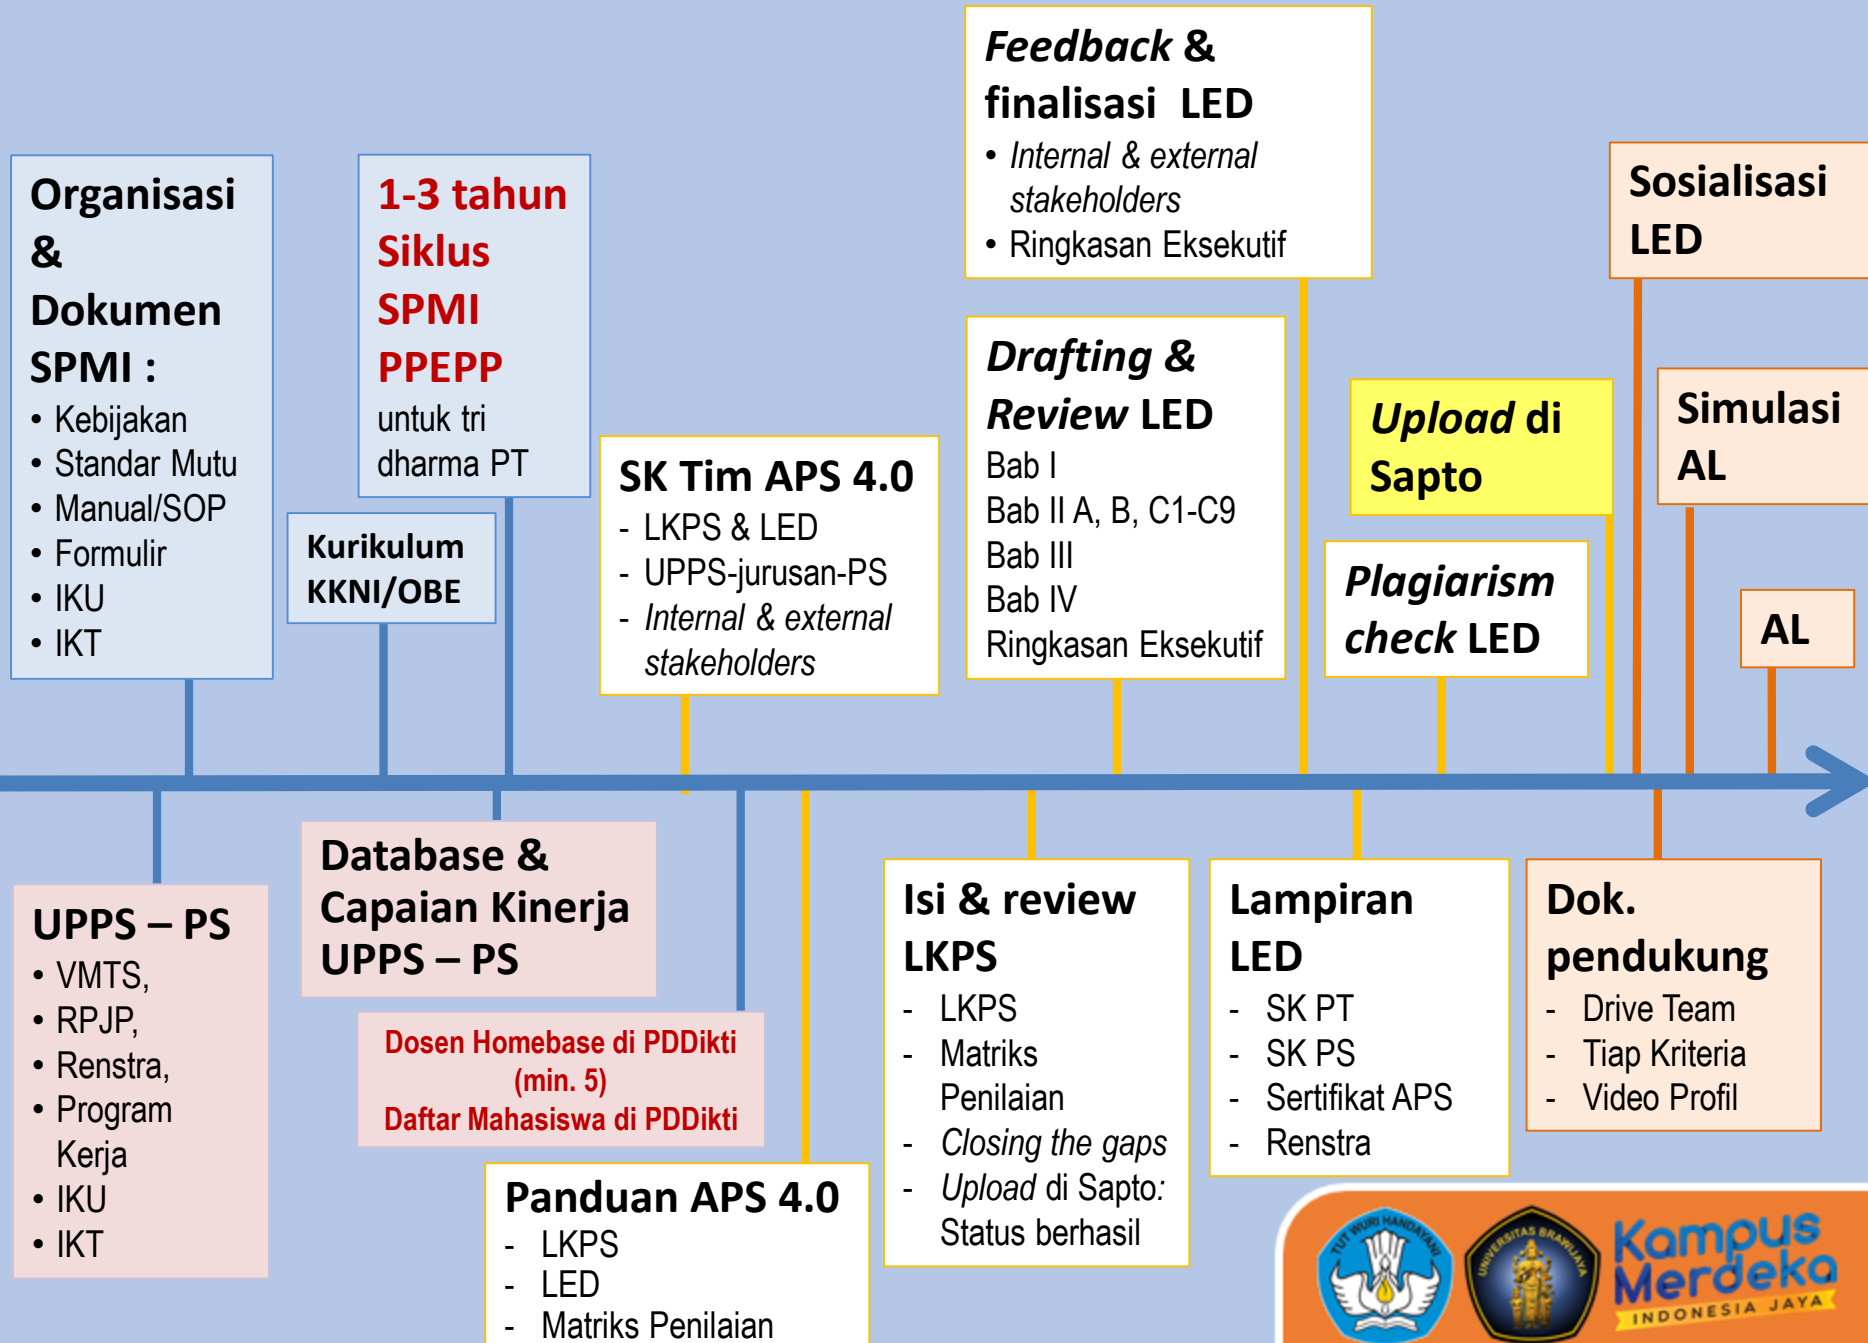 Organisasi
&
Dokumen
SPMI :
• Kebijakan
• Standar Mutu
• Manual/SOP
• Formulir
• IKU
• IKT
1-3 tahun
Siklus
SPMI
PPEPP
untuk tri
dharma PT
Kurikulum
KKNI/OBE
SK Tim APS 4.0
- LKPS & LED
- UPPS-jurusan-PS
- Internal & external
stakeholders
Feedback &
finalisasi LED
• Internal & external
stakeholders
• Ringkasan Eksekutif
Drafting &
Review LED
Bab I
Bab II A, B, C1-C9
Bab III
Bab IV
Ringkasan Eksekutif
Upload di
Sapto
Plagiarism
check LED
Sosialisasi
LED
Simulasi
AL
AL
UPPS – PS
• VMTS,
• RPJP,
• Renstra,
• Program
Kerja
• IKU
• IKT
Database &
Capaian Kinerja
UPPS – PS
Dosen Homebase di PDDikti
(min. 5)
Daftar Mahasiswa di PDDikti
Panduan APS 4.0
- LKPS
- LED
- Matriks Penilaian
Isi & review
LKPS
- LKPS
- Matriks
Penilaian
- Closing the gaps
- Upload di Sapto:
Status berhasil
Lampiran
LED
- SK PT
- SK PS
- Sertifikat APS
- Renstra
Dok.
pendukung
- Drive Team
- Tiap Kriteria
- Video Profil
TUT WURI HANDAYANI
UNIVERSITAS BRAWIJAYA
Kampus
Merdeka
INDONESIA JAYA